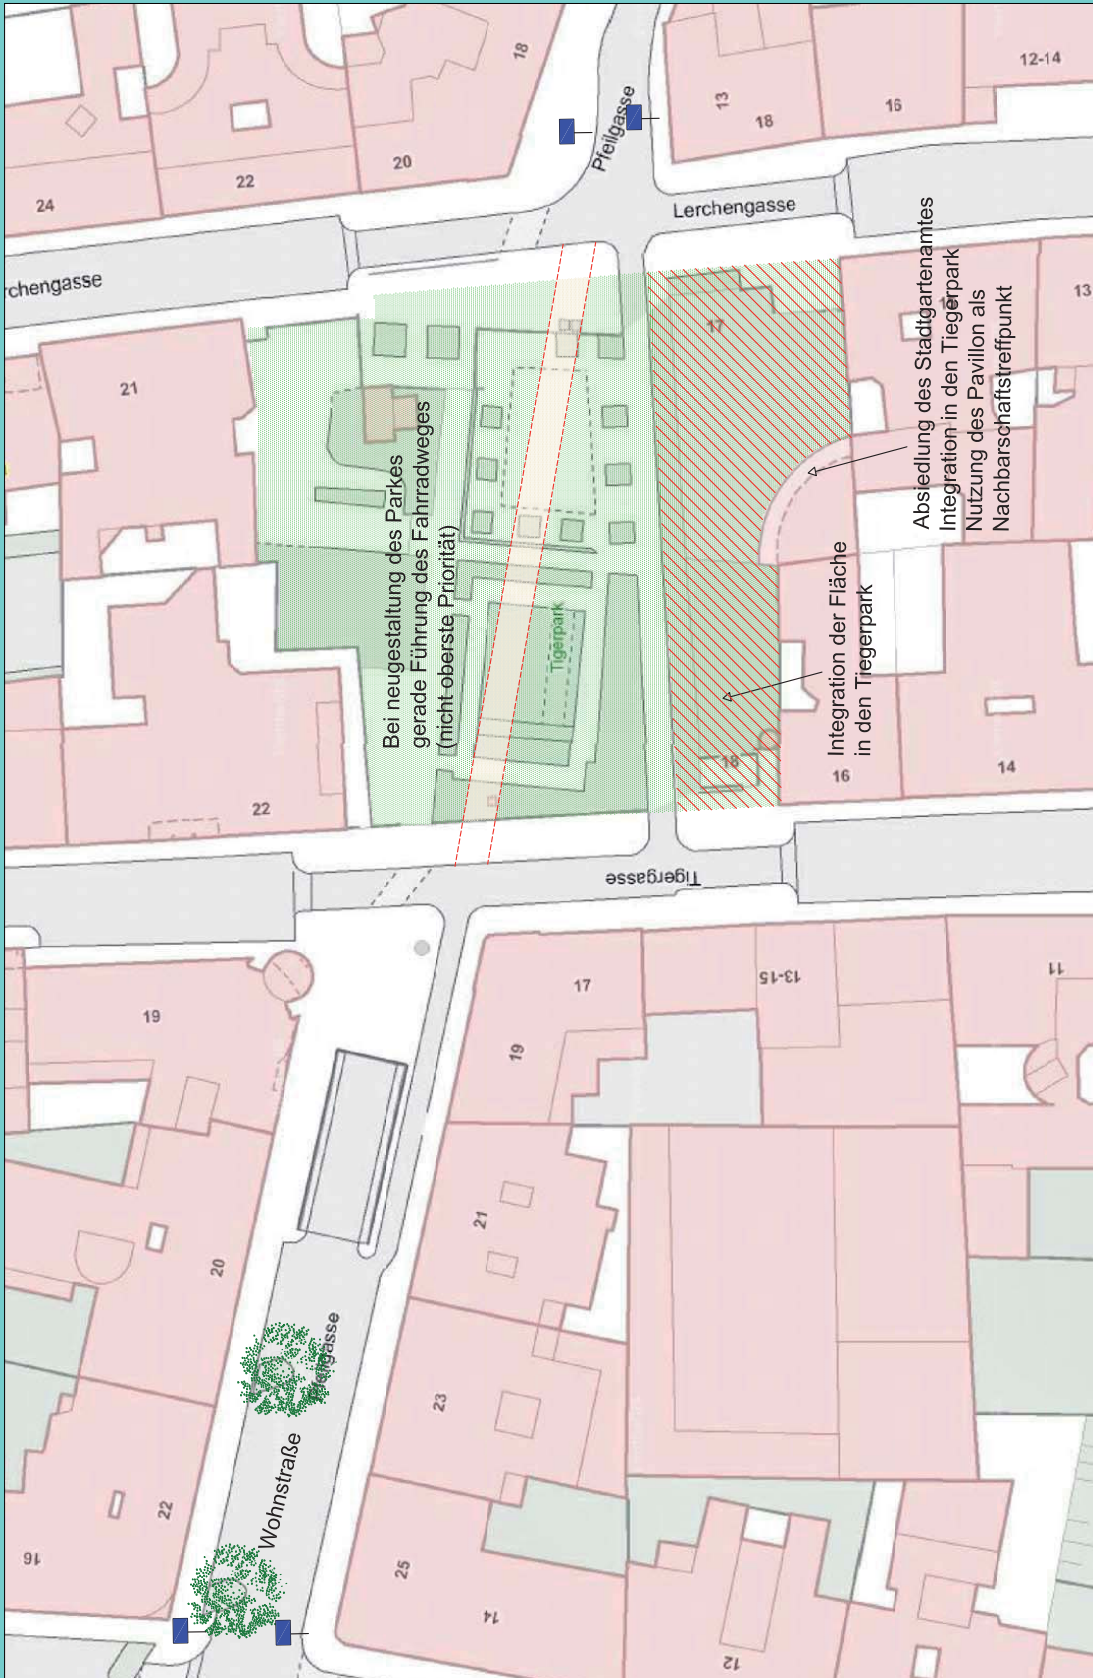 18
13
18
16
12-14
Pfeilgasse
20
22
24
Lerchengasse
rchengasse
17
13
21
Bei neugestaltung des Parkes
gerade Führung des Fahrradweges
(nicht oberste Priorität)
Absiedlung des Stadtgartenamtes
Integration in den Tiegerpark
Nutzung des Pavillon als
Nachbarschaftstreffpunkt
Tigerpark
Integration der Fläche
in den Tiegerpark
18
16
14
22
Tigergasse
19
17
19
13-15
11
20
21
Pfeilgasse
23
Wohnstraße
22
16
25
14
12